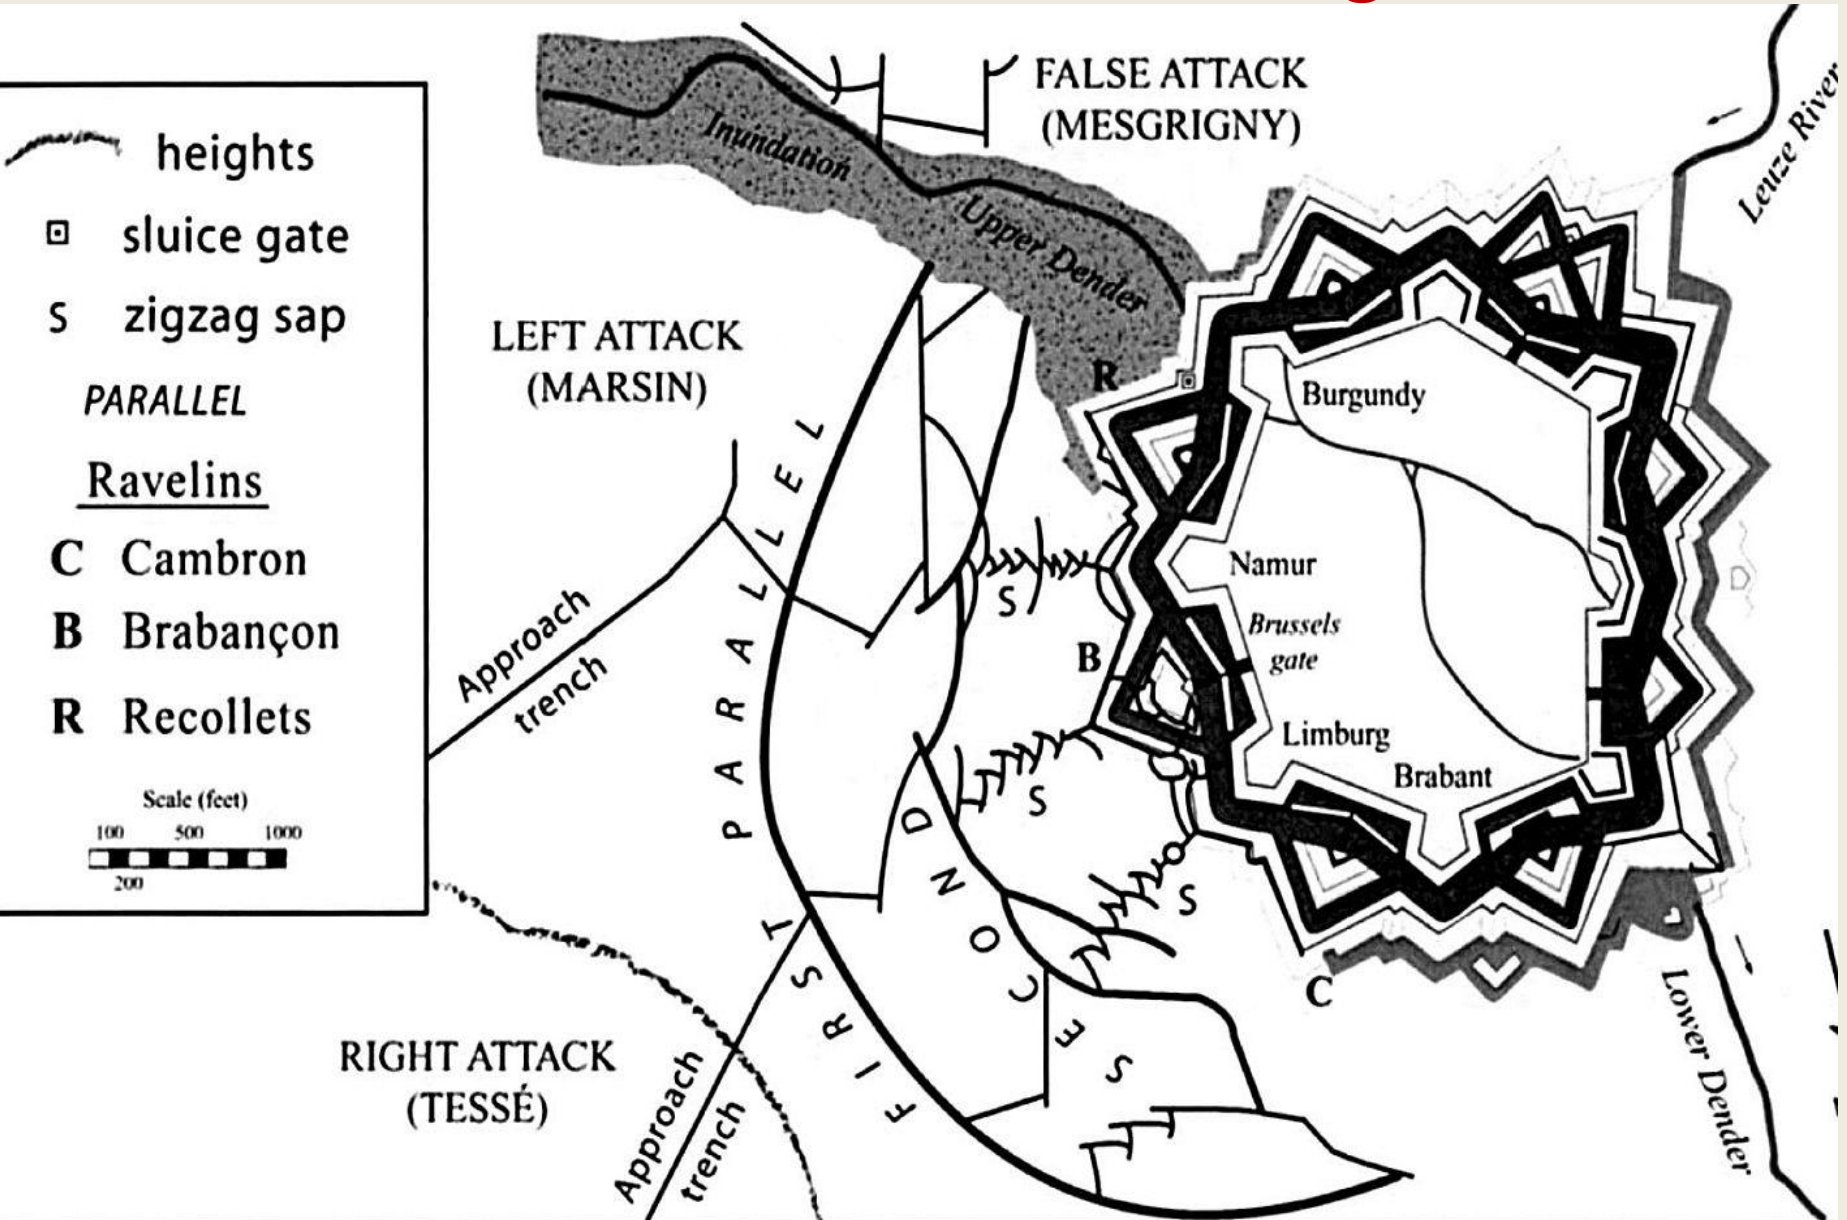 heights
sluice gate
S zigzag sap
PARALLEL
Ravelins
C Cambron
B Brabançon
R Recollets
Scale (feet)
100 500 1000
200
FALSE ATTACK
(MESGRIGNY)
Leuze River
Inundation
Upper Dender
LEFT ATTACK
(MARSIN)
R
Burgundy
Namur
Brussels
gate
B
Limburg
Brabant
S
S
S
Approach
trench
FIRST PARALLEL
SECOND
C
Lower Dender
RIGHT ATTACK
(TESSÉ)
Approach
trench